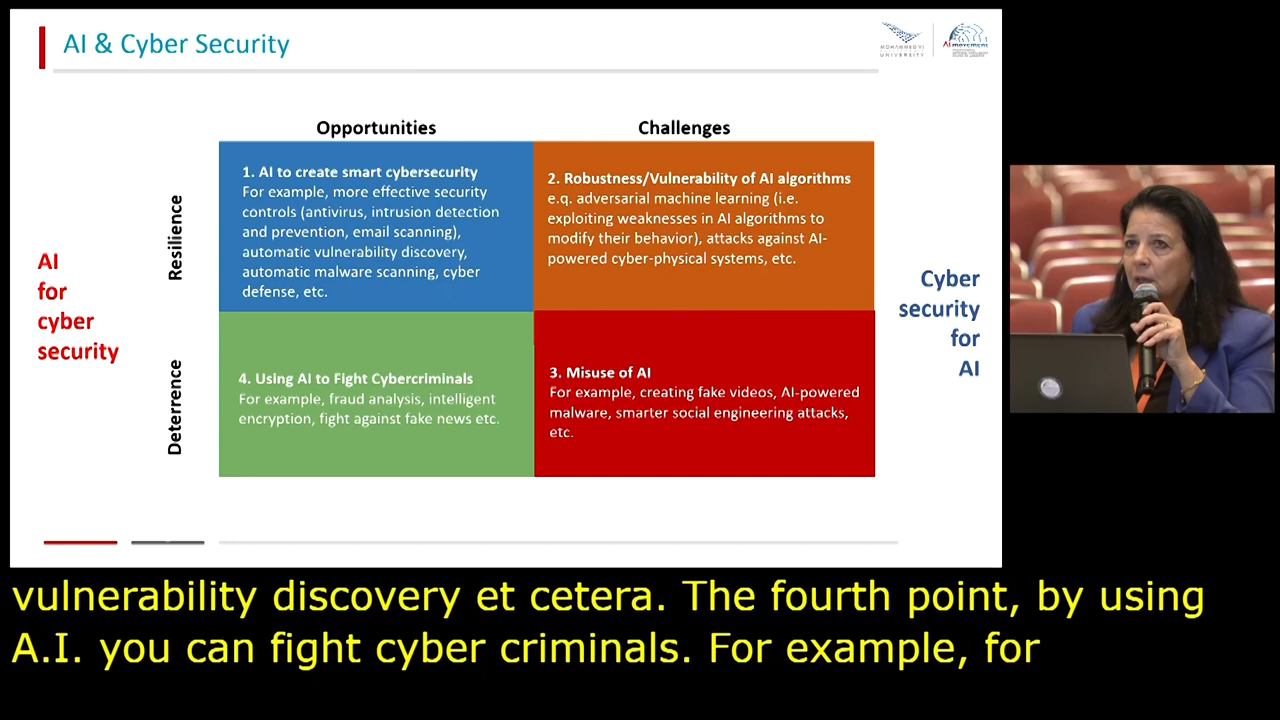 AI & Cyber Security
MOHAMMED VI
UNIVERSITY
AI movement
Opportunities
Challenges
Resilience
Deterrence
AI
for
cyber
security
1. AI to create smart cybersecurity
For example, more effective security
controls (antivirus, intrusion detection
and prevention, email scanning),
automatic vulnerability discovery,
automatic malware scanning, cyber
defense, etc.
2. Robustness/Vulnerability of AI algorithms
e.q. adversarial machine learning (i.e.
exploiting weaknesses in AI algorithms to
modify their behavior), attacks against AI-
powered cyber-physical systems, etc.
4. Using AI to Fight Cybercriminals
For example, fraud analysis, intelligent
encryption, fight against fake news etc.
3. Misuse of AI
For example, creating fake videos, AI-powered
malware, smarter social engineering attacks,
etc.
Cyber
security
for
AI
vulnerability discovery et cetera. The fourth point, by using
A.I. you can fight cyber criminals. For example, for